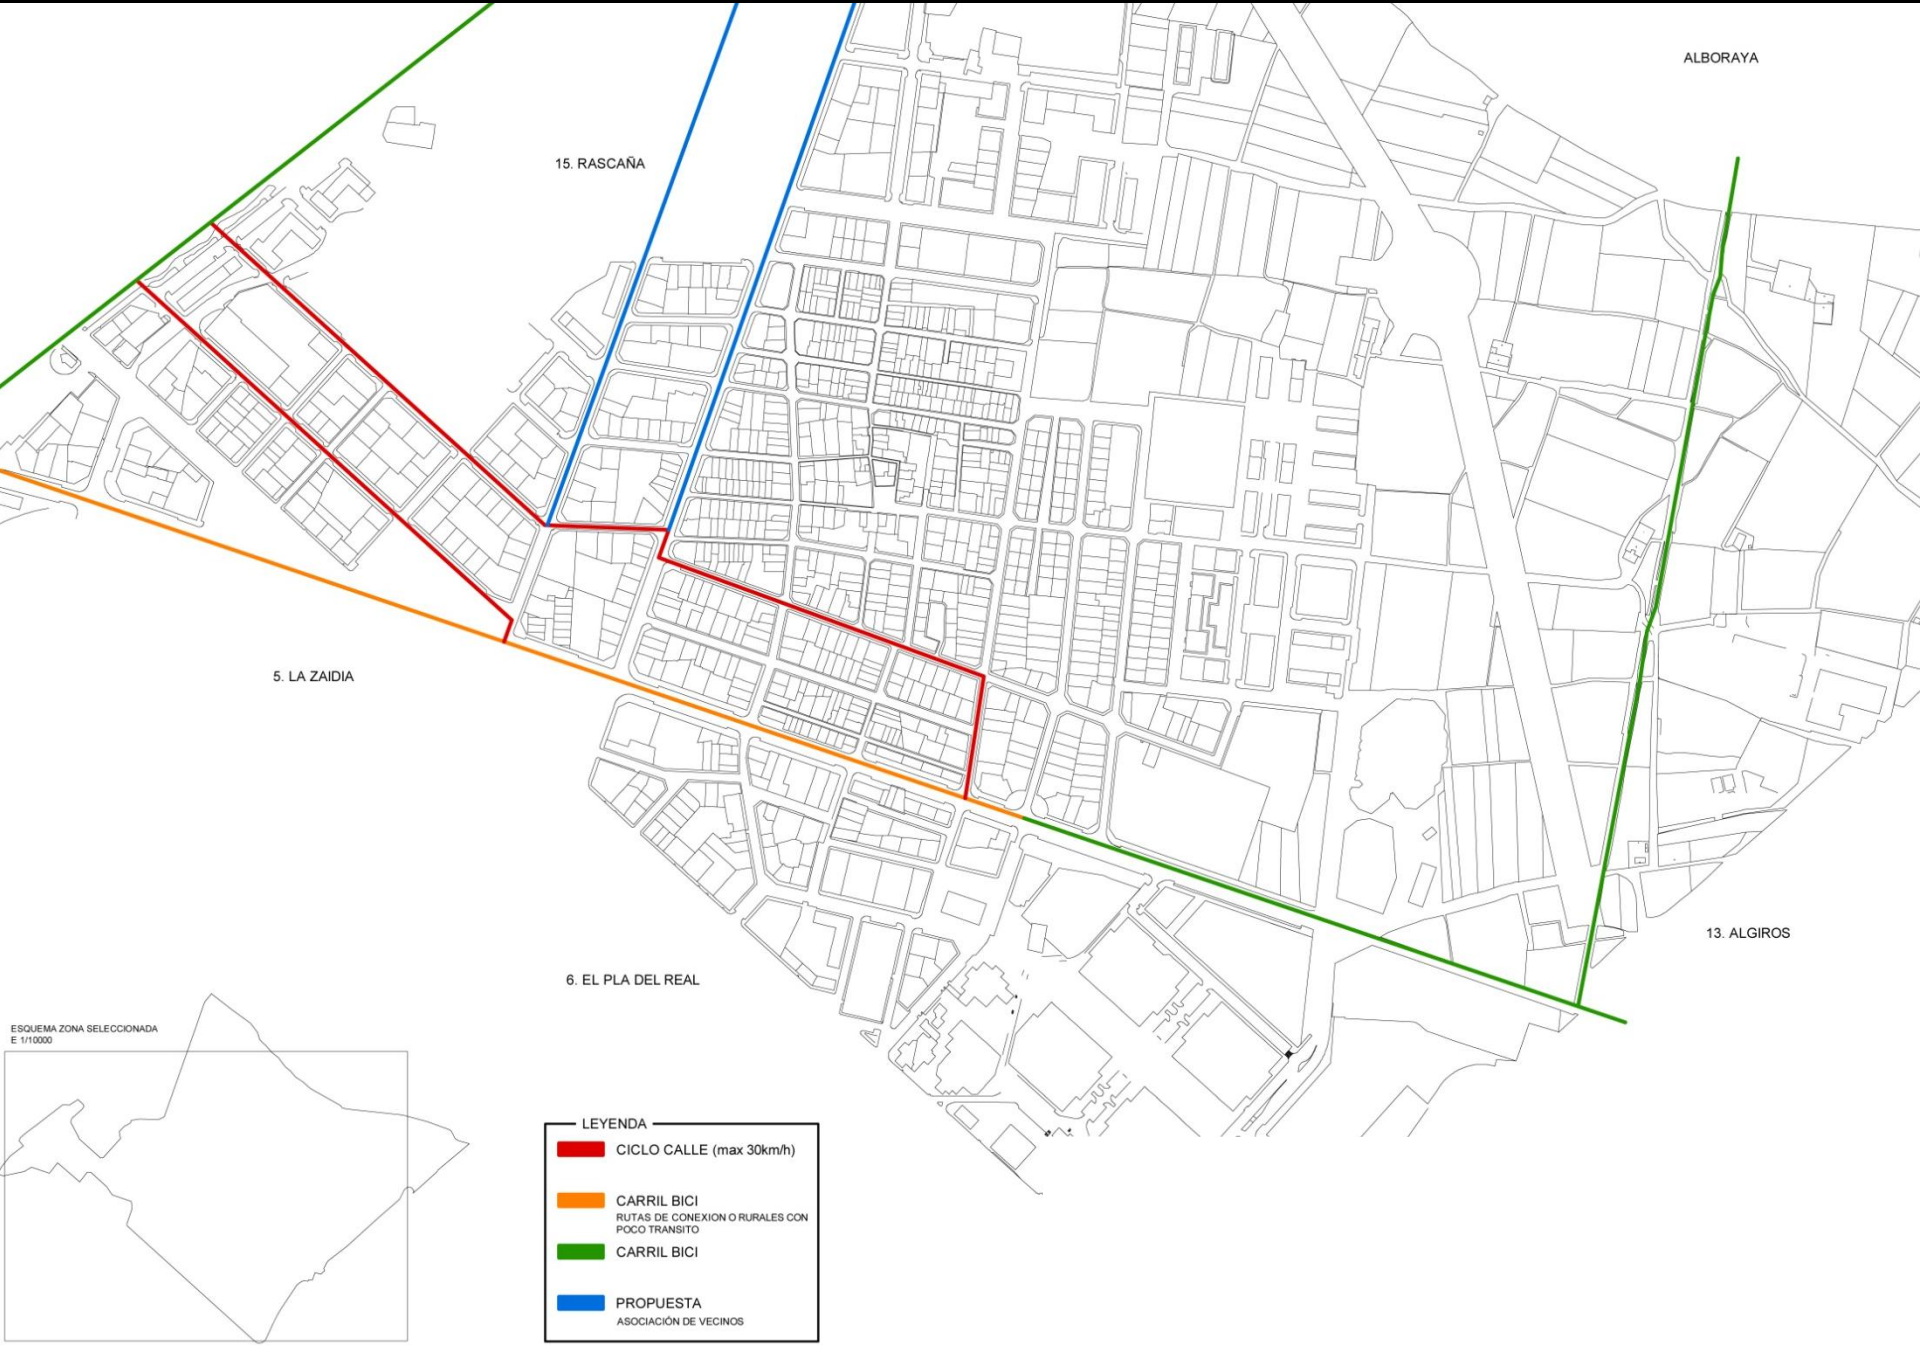 ALBORAYA
15. RASCAÑA
5. LA ZAIDIA
13. ALGIROS
6. EL PLA DEL REAL
ESQUEMA ZONA SELECCIONADA
E 1/10000
LEYENDA
CICLO CALLE (max 30km/h)
CARRIL BICI
RUTAS DE CONEXION O RURALES CON
POCO TRANSITO
CARRIL BICI
PROPUESTA
ASOCIACIÓN DE VECINOS